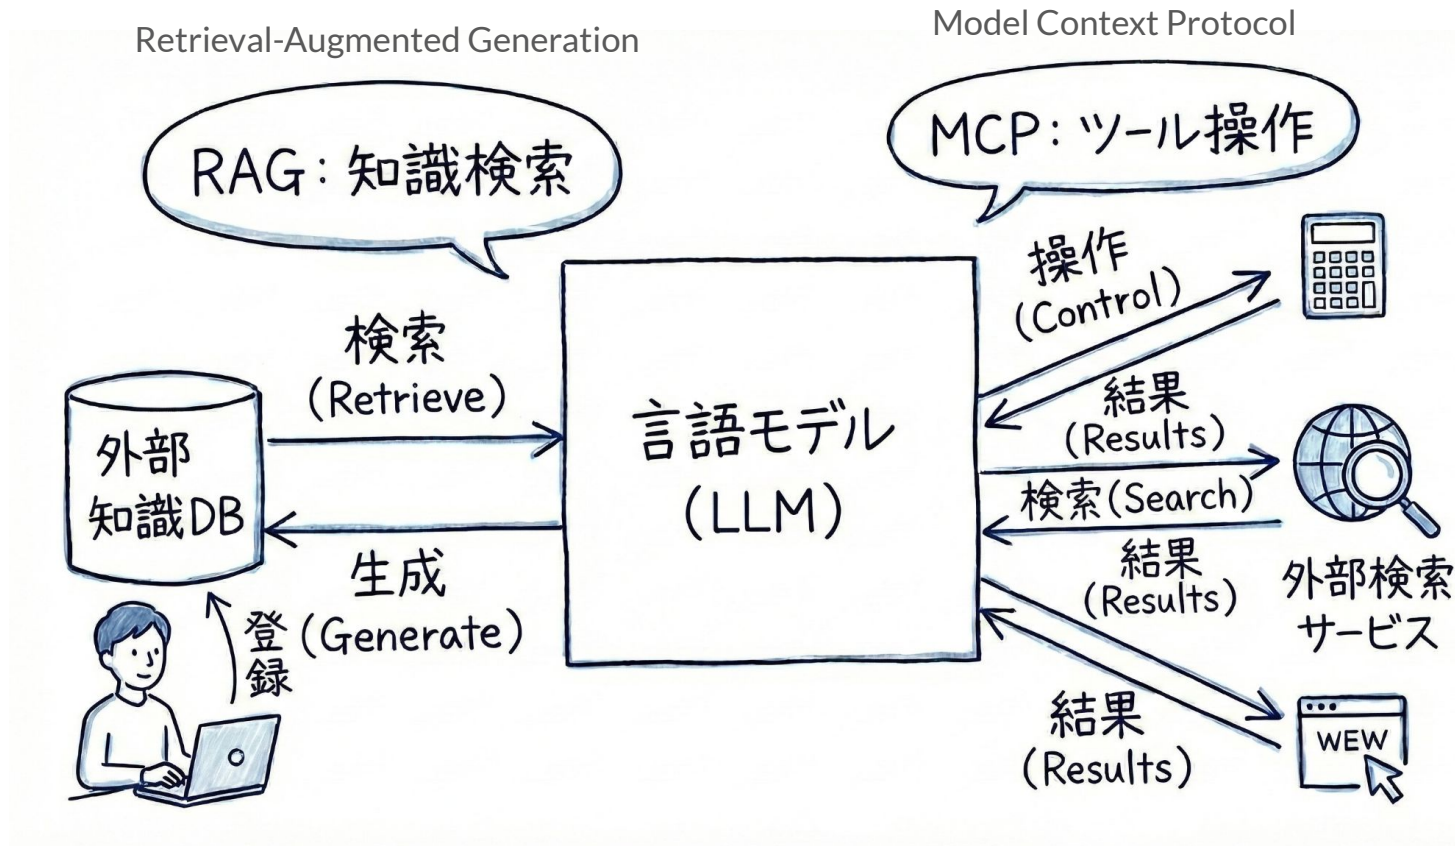 Retrieval-Augmented Generation
Model Context Protocol
RAG：知識検索
MCP：ツール操作
検索
(Retrieve)
外部
知識DB
生成
(Generate)
登
録
言語モデル
(LLM)
操作
(Control)
結果
(Results)
検索(Search)
結果
(Results)
外部検索
サービス
結果
(Results)
WEW